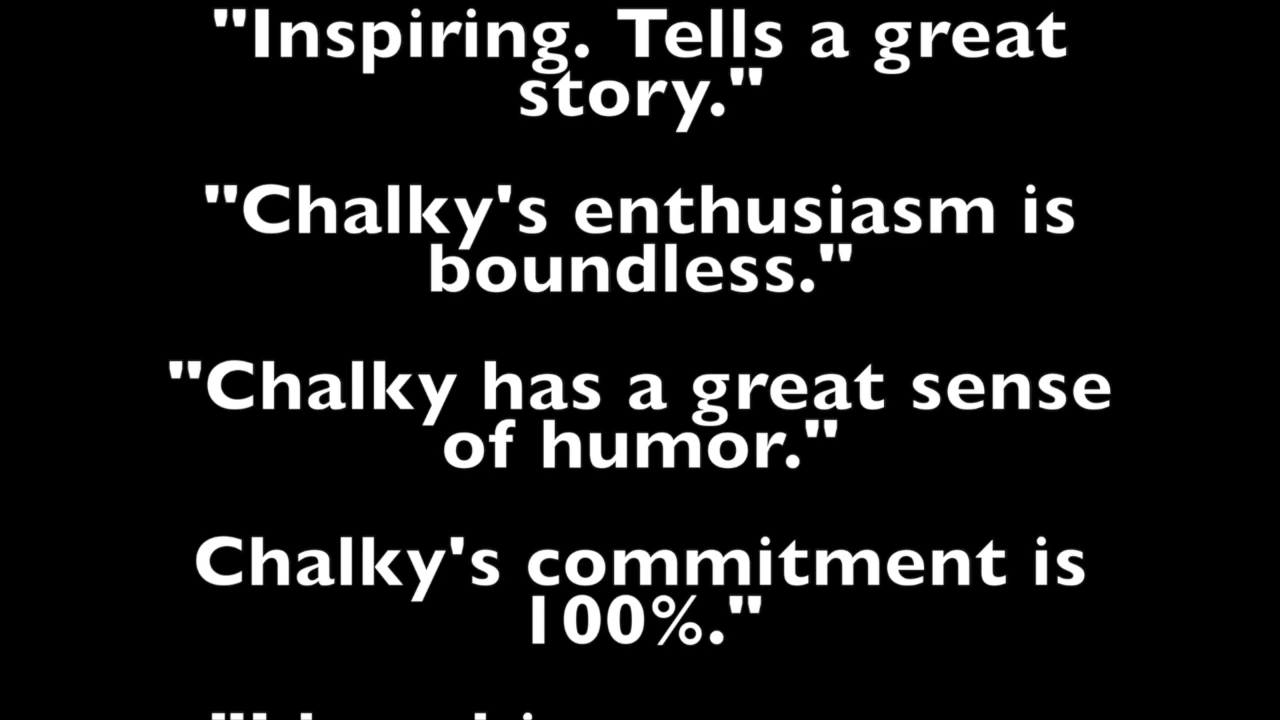 "Inspiring. Tells a great
story."
"Chalky's enthusiasm is
boundless."
"Chalky has a great sense
of humor."
Chalky's commitment is
100%."